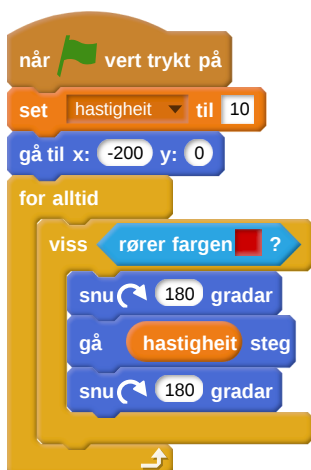 når vert trykt på
set hastigheit til 10
gå til x: -200 y: 0
for alltid
viss rører fargen ?
snu 180 gradar
gå hastigheit steg
snu 180 gradar